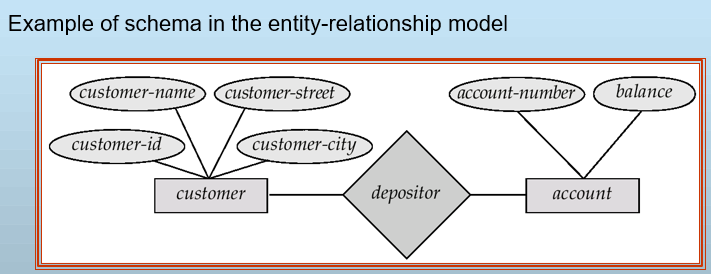 Example of schema in the entity-relationship model
customer-name
customer-street
account-number
balance
customer-id
customer-city
customer
depositor
account